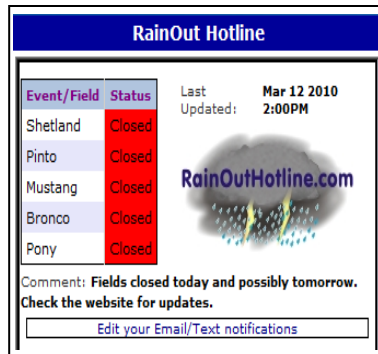 RainOut Hotline
Event/Field Status
Last Updated: Mar 12 2010 2:00PM
Shetland Closed
Pinto Closed
Mustang Closed
Bronco Closed
Pony Closed
RainOutHotline.com
Comment: Fields closed today and possibly tomorrow.
Check the website for updates.
Edit your Email/Text notifications